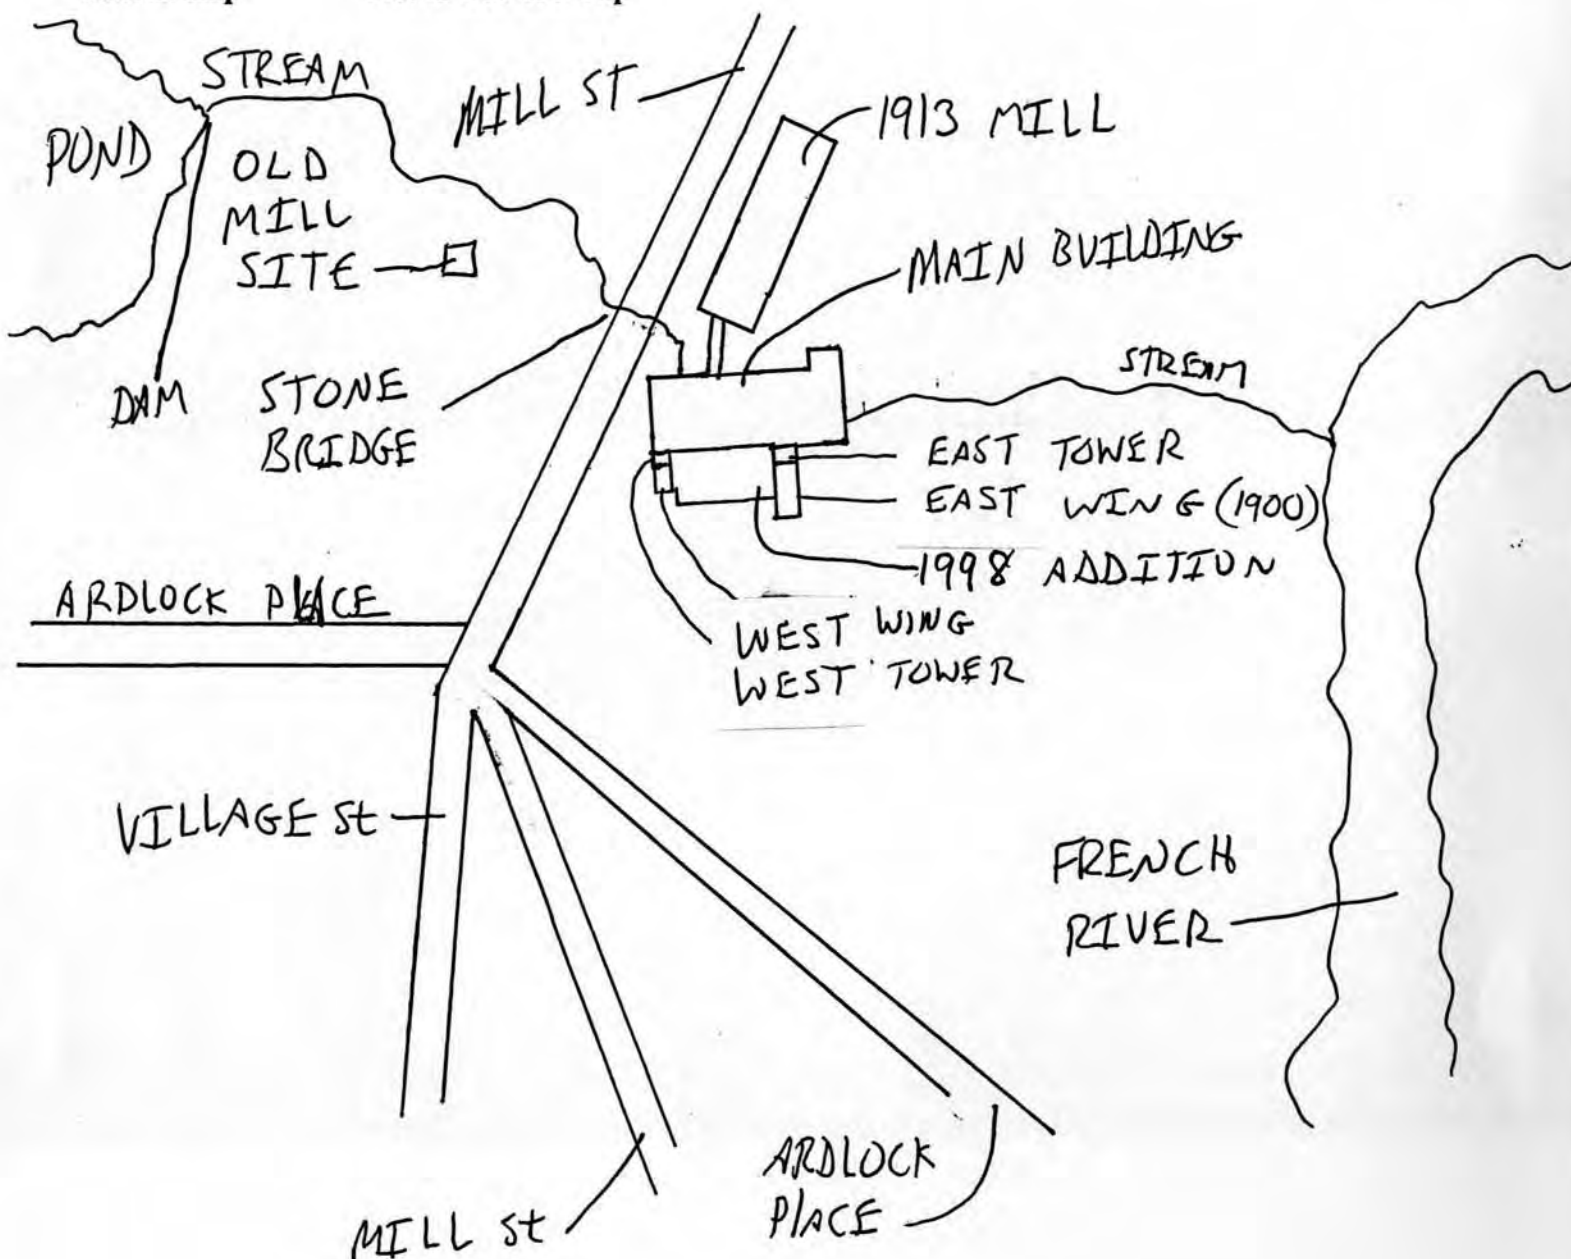 STREAM
MILL ST
1913 MILL
POND
OLD
MILL
SITE
MAIN BUILDING
DAM
STONE
BRIDGE
STREAM
EAST TOWER
EAST WING (1900)
1998 ADDITION
ARDLOCK PLACE
WEST WING
WEST TOWER
VILLAGE St
FRENCH
RIVER
ARDLOCK
PlACE
MILL St